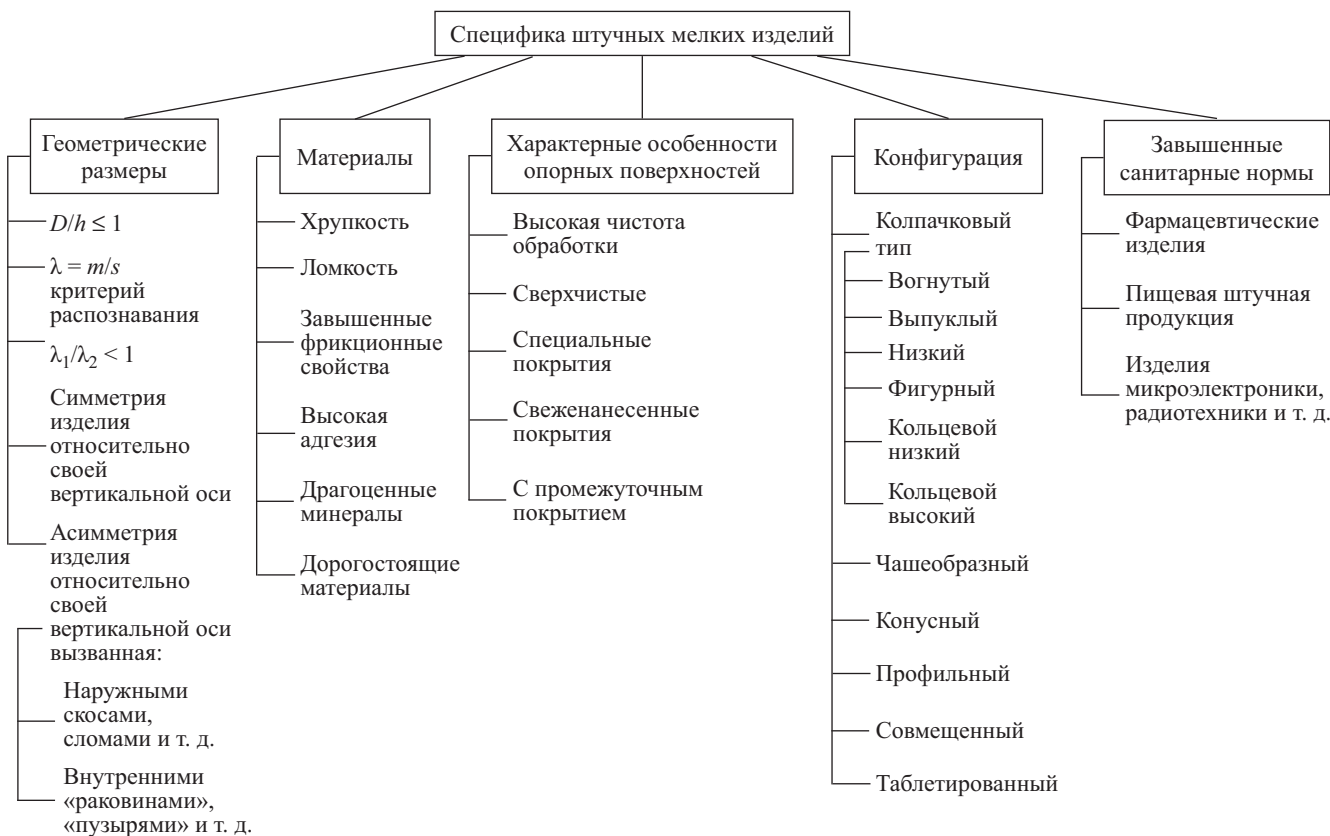 Специфика штучных мелких изделий
Геометрические
размеры
D/h ≤ 1
λ = m/s
критерий
распознавания
λ₁/λ₂ < 1
Симметрия
изделия
относительно
своей
вертикальной оси
Асимметрия
изделия
относительно
своей
вертикальной оси
вызванная:
Наружными
скосами,
сломами и т. д.
Внутренними
«раковинами»,
«пузырями» и т. д.
Материалы
Хрупкость
Ломкость
Завышенные
фрикционные
свойства
Высокая
адгезия
Драгоценные
минералы
Дорогостоящие
материалы
Характерные особенности
опорных поверхностей
Высокая чистота
обработки
Сверхчистые
Специальные
покрытия
Свеженанесенные
покрытия
С промежуточным
покрытием
Конфигурация
Колпачковый
тип
Вогнутый
Выпуклый
Низкий
Фигурный
Кольцевой
низкий
Кольцевой
высокий
Чашеобразный
Конусный
Профильный
Совмещенный
Таблетированный
Завышенные
санитарные нормы
Фармацевтические
изделия
Пищевая штучная
продукция
Изделия
микроэлектроники,
радиотехники и т. д.